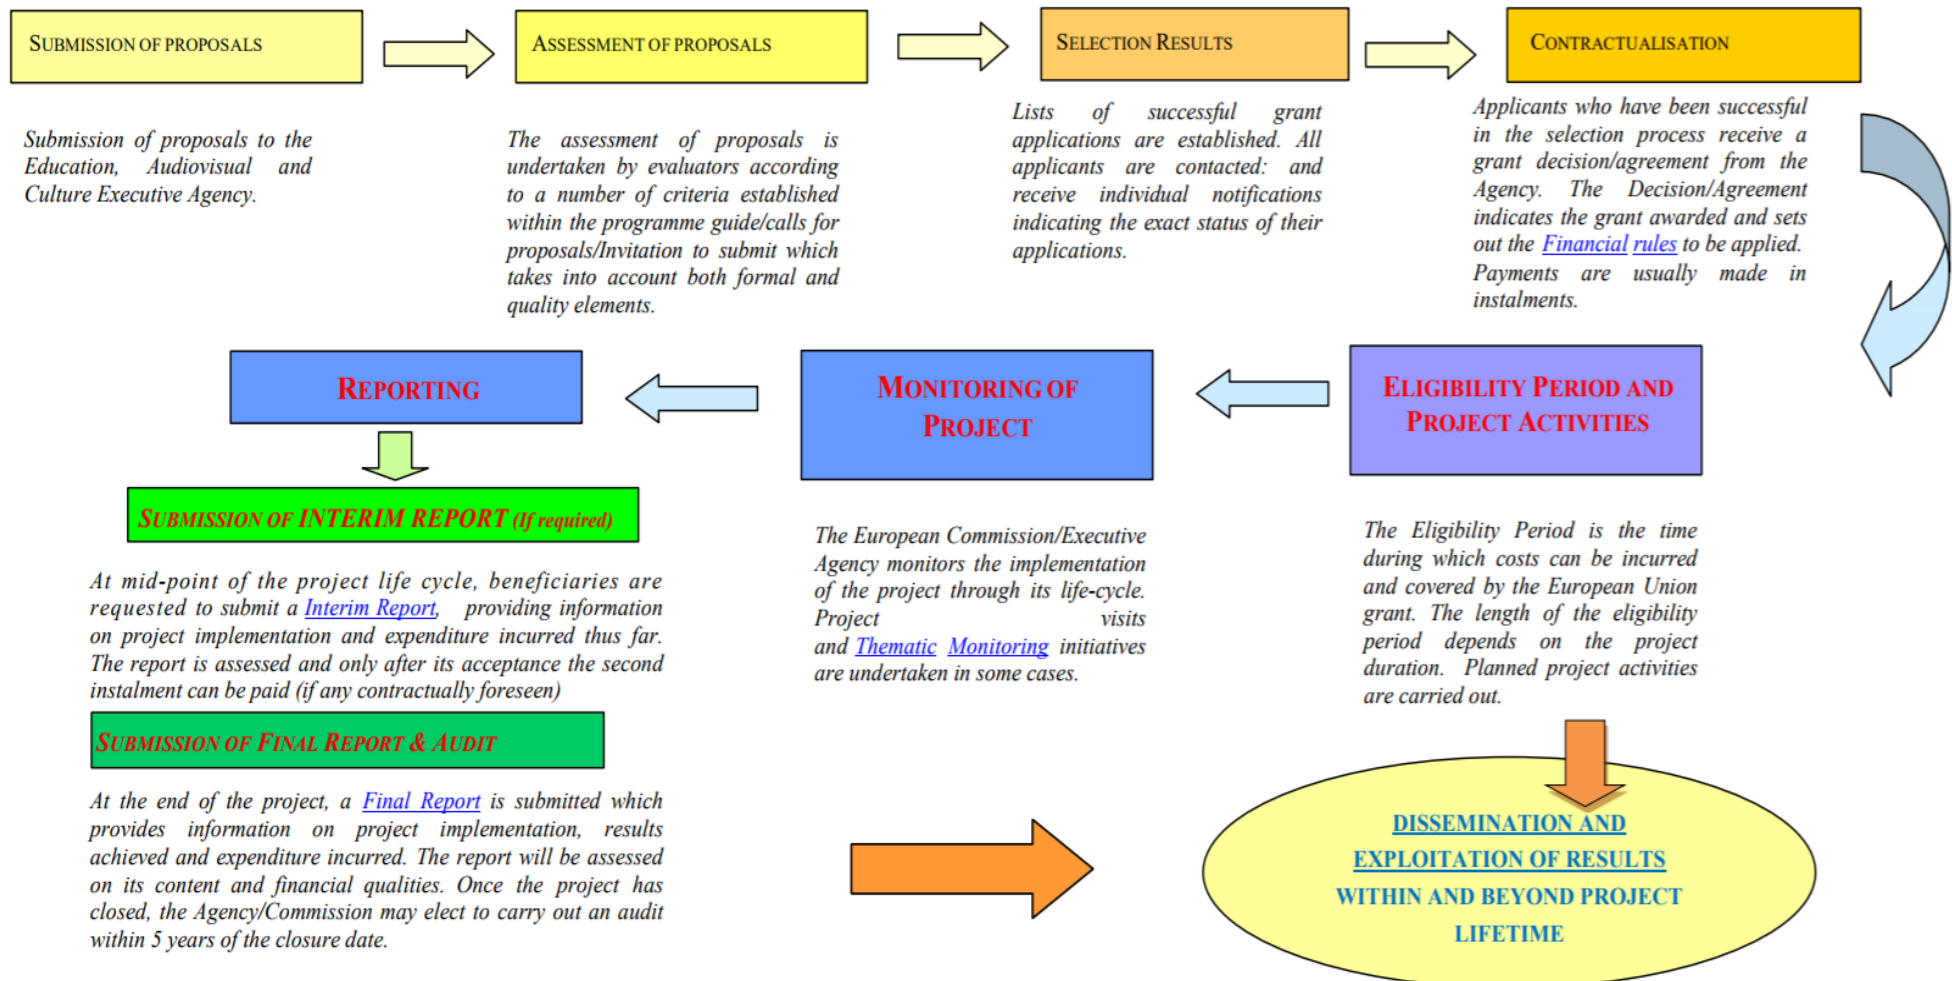 SUBMISSION OF PROPOSALS
ASSESSMENT OF PROPOSALS
SELECTION RESULTS
CONTRACTUALISATION
Submission of proposals to the
Education, Audiovisual and
Culture Executive Agency.
The assessment of proposals is
undertaken by evaluators according
to a number of criteria established
within the programme guide/calls for
proposals/Invitation to submit which
takes into account both formal and
quality elements.
Lists of successful grant
applications are established. All
applicants are contacted: and
receive individual notifications
indicating the exact status of their
applications.
Applicants who have been successful
in the selection process receive a
grant decision/agreement from the
Agency. The Decision/Agreement
indicates the grant awarded and sets
out the Financial rules to be applied.
Payments are usually made in
instalments.
REPORTING
MONITORING OF
PROJECT
ELIGIBILITY PERIOD AND
PROJECT ACTIVITIES
SUBMISSION OF INTERIM REPORT (If required)
At mid-point of the project life cycle, beneficiaries are
requested to submit a Interim Report, providing information
on project implementation and expenditure incurred thus far.
The report is assessed and only after its acceptance the second
instalment can be paid (if any contractually foreseen)
The European Commission/Executive
Agency monitors the implementation
of the project through its life-cycle.
Project visits
and Thematic Monitoring initiatives
are undertaken in some cases.
The Eligibility Period is the time
during which costs can be incurred
and covered by the European Union
grant. The length of the eligibility
period depends on the project
duration. Planned project activities
are carried out.
SUBMISSION OF FINAL REPORT & AUDIT
At the end of the project, a Final Report is submitted which
provides information on project implementation, results
achieved and expenditure incurred. The report will be assessed
on its content and financial qualities. Once the project has
closed, the Agency/Commission may elect to carry out an audit
within 5 years of the closure date.
DISSEMINATION AND
EXPLOITATION OF RESULTS
WITHIN AND BEYOND PROJECT
LIFETIME